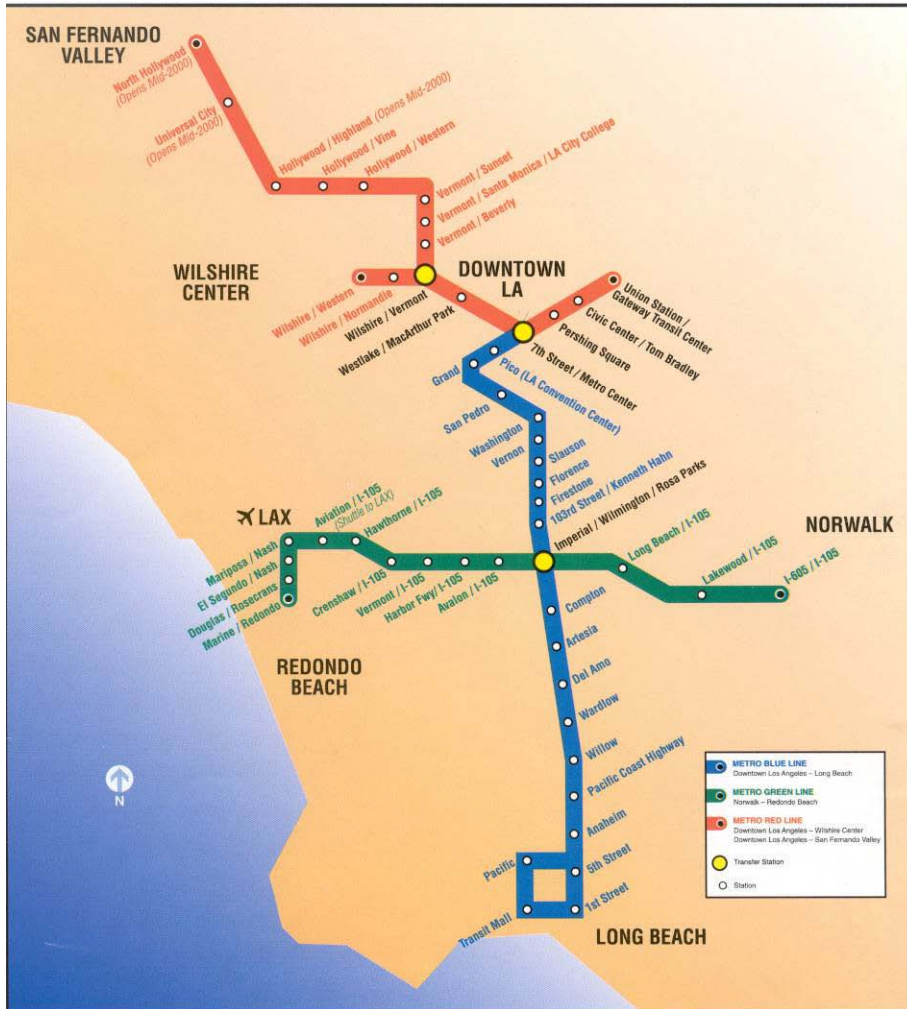 SAN FERNANDO
VALLEY
North Hollywood
(Opens Mid-2000)
Universal City
(Opens Mid-2000)
Hollywood / Highland (Opens Mid-2000)
Hollywood / Vine
Hollywood / Western
Vermont / Sunset
Vermont / Santa Monica / LA City College
Vermont / Beverly
WILSHIRE
CENTER
DOWNTOWN
LA
Wilshire / Western
Wilshire / Normandie
Wilshire / Vermont
Westlake / MacArthur Park
Union Station /
Gateway Transit Center
Civic Center / Tom Bradley
Pershing Square
7th Street / Metro Center
Pico (LA Convention Center)
Grand
San Pedro
Washington
Vernon
Slauson
Florence
Firestone
103rd Street / Kenneth Hahn
Imperial / Wilmington / Rosa Parks
LAX
Aviation / I-105
(Shuttle to LAX)
Hawthorne / I-105
Mariposa / Nash
El Segundo / Nash
Douglas / Rosecrans
Marine / Redondo
Crenshaw / I-105
Vermont / I-105
Harbor Fwy / I-105
Avalon / I-105
NORWALK
Long Beach / I-105
Lakewood / I-105
I-605 / I-105
REDONDO
BEACH
Compton
Artesia
Del Amo
Wardlow
Willow
Pacific Coast Highway
Anaheim
Pacific
5th Street
Transit Mall
1st Street
LONG BEACH
N
METRO BLUE LINE
Downtown Los Angeles – Long Beach
METRO GREEN LINE
Norwalk – Redondo Beach
METRO RED LINE
Downtown Los Angeles – Wilshire Center
Downtown Los Angeles – San Fernando Valley
Transfer Station
Station